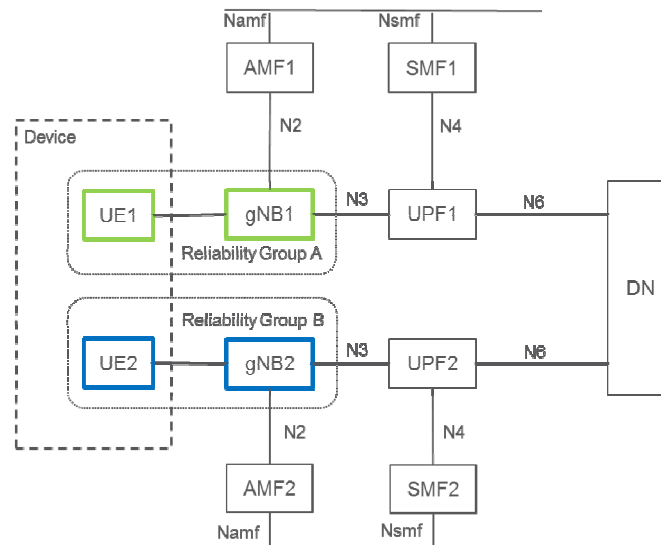 Namf
Nsmf
AMF1
SMF1
N2
N4
Device
UE1
gNB1
N3
UPF1
N6
Reliability Group A
DN
Reliability Group B
UE2
gNB2
N3
UPF2
N6
N2
N4
AMF2
SMF2
Namf
Nsmf